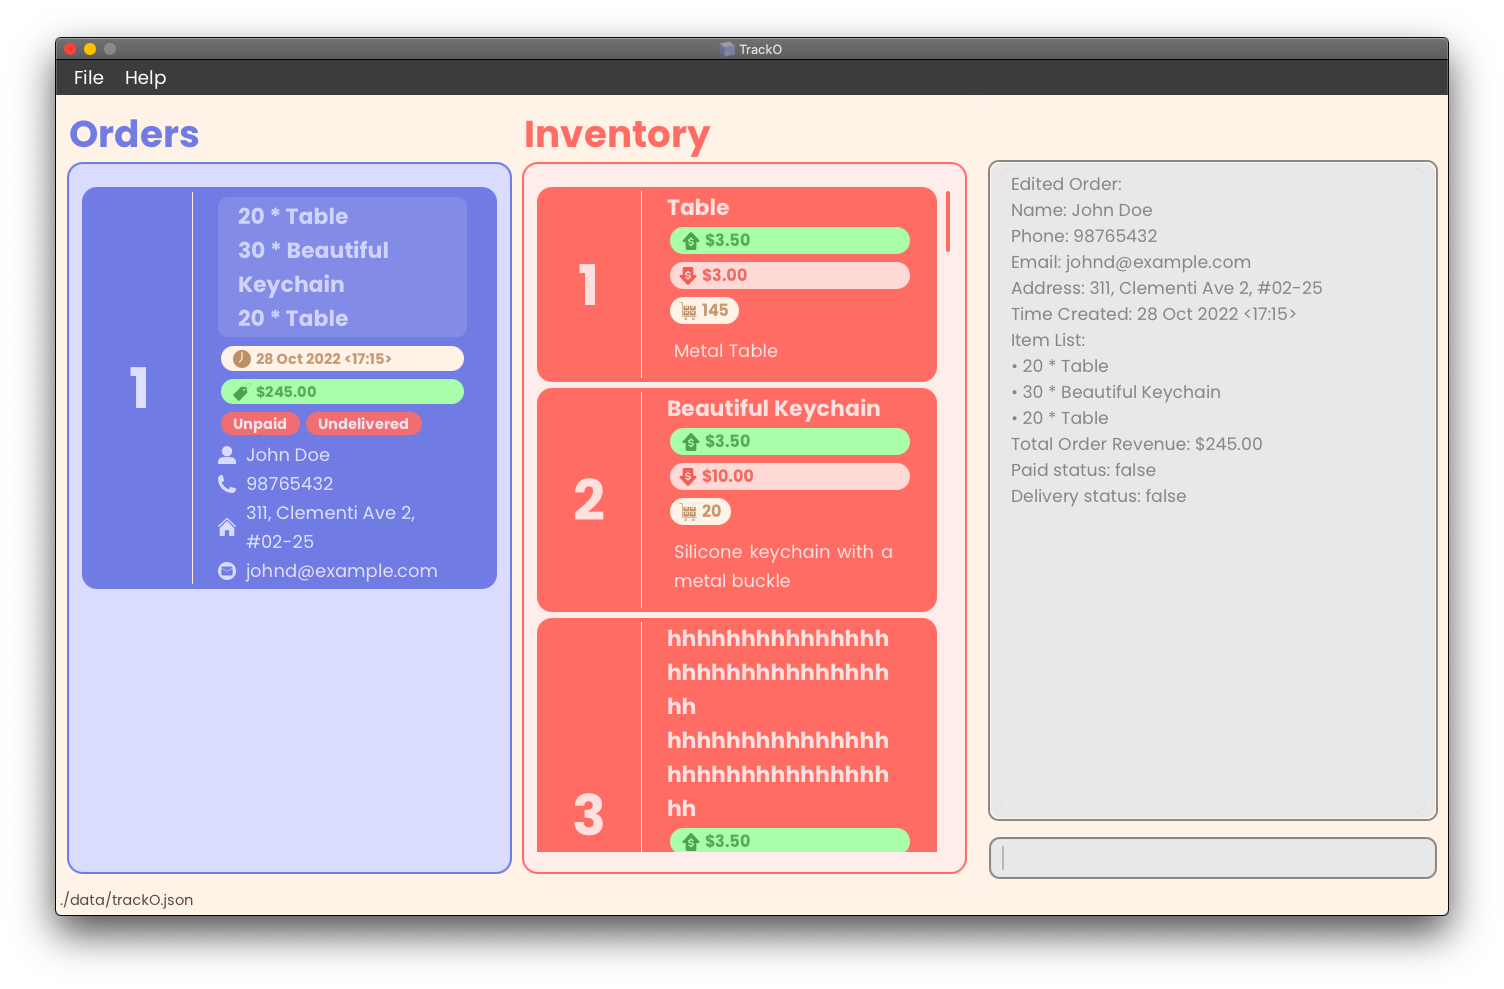 TrackO
File Help
Orders
1
20 * Table
30 * Beautiful
Keychain
20 * Table
28 Oct 2022 <17:15>
$245.00
Unpaid Undelivered
John Doe
98765432
311, Clementi Ave 2,
#02-25
johnd@example.com
Inventory
1
Table
$3.50
$3.00
145
Metal Table
2
Beautiful Keychain
$3.50
$10.00
20
Silicone keychain with a
metal buckle
3
hhhhhhhhhhhhhhh
hhhhhhhhhhhhhhh
hh
hhhhhhhhhhhhhhh
hhhhhhhhhhhhhhh
hh
$3.50
Edited Order:
Name: John Doe
Phone: 98765432
Email: johnd@example.com
Address: 311, Clementi Ave 2, #02-25
Time Created: 28 Oct 2022 <17:15>
Item List:
• 20 * Table
• 30 * Beautiful Keychain
• 20 * Table
Total Order Revenue: $245.00
Paid status: false
Delivery status: false
./data/trackO.json